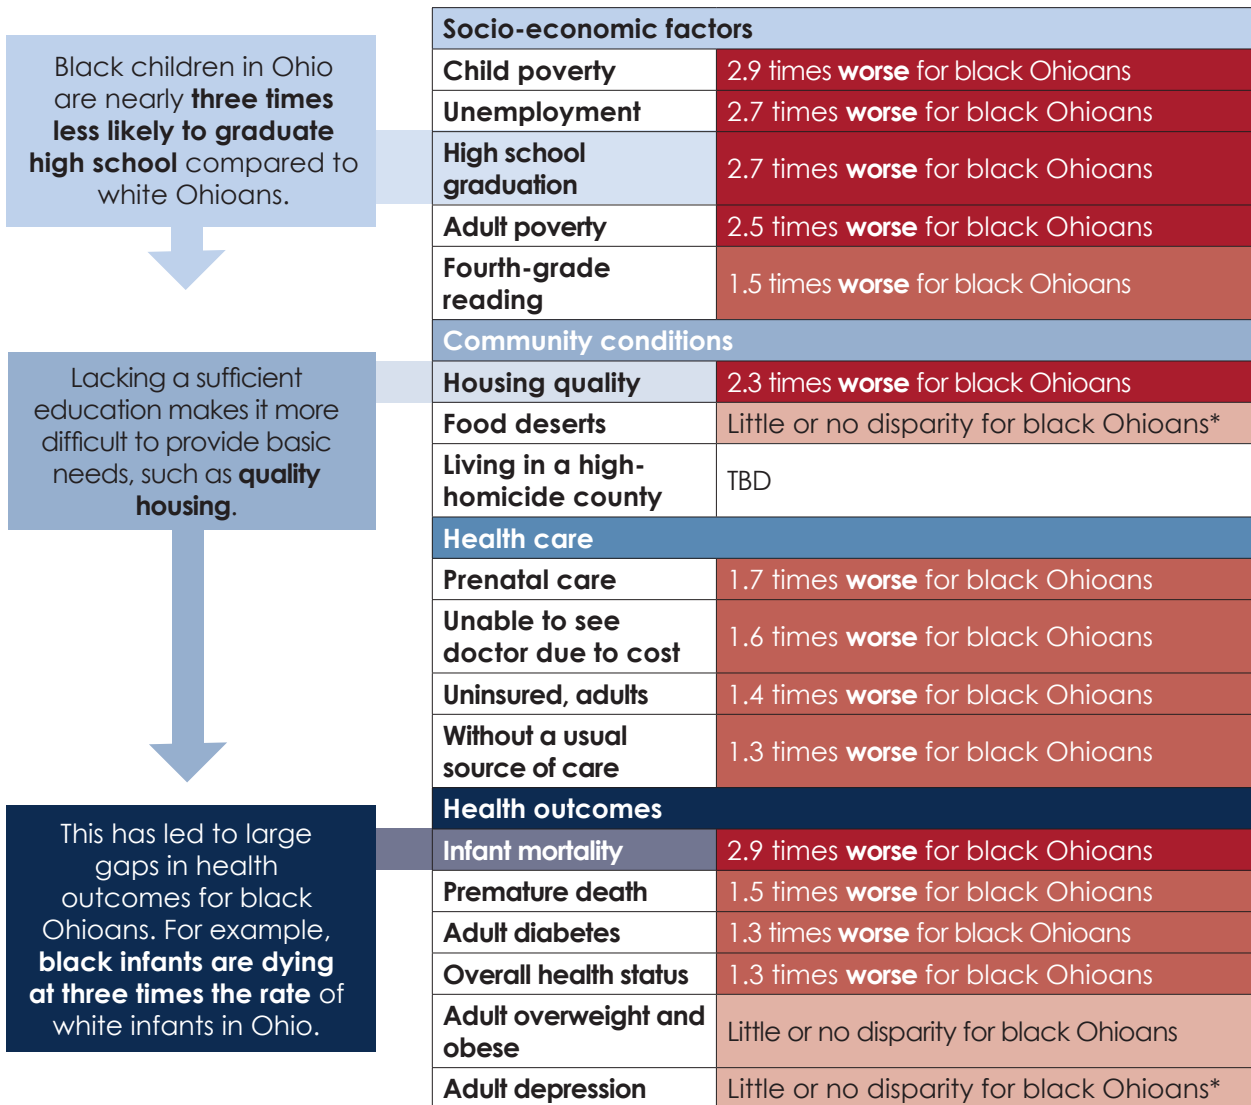 Black children in Ohio
are nearly three times
less likely to graduate
high school compared to
white Ohioans.
Lacking a sufficient
education makes it more
difficult to provide basic
needs, such as quality
housing.
This has led to large
gaps in health
outcomes for black
Ohioans. For example,
black infants are dying
at three times the rate of
white infants in Ohio.
Socio-economic factors
Child poverty 2.9 times worse for black Ohioans
Unemployment 2.7 times worse for black Ohioans
High school
graduation 2.7 times worse for black Ohioans
Adult poverty 2.5 times worse for black Ohioans
Fourth-grade
reading 1.5 times worse for black Ohioans
Community conditions
Housing quality 2.3 times worse for black Ohioans
Food deserts Little or no disparity for black Ohioans*
Living in a high-
homicide county TBD
Health care
Prenatal care 1.7 times worse for black Ohioans
Unable to see
doctor due to cost 1.6 times worse for black Ohioans
Uninsured, adults 1.4 times worse for black Ohioans
Without a usual
source of care 1.3 times worse for black Ohioans
Health outcomes
Infant mortality 2.9 times worse for black Ohioans
Premature death 1.5 times worse for black Ohioans
Adult diabetes 1.3 times worse for black Ohioans
Overall health status 1.3 times worse for black Ohioans
Adult overweight and
obese Little or no disparity for black Ohioans
Adult depression Little or no disparity for black Ohioans*